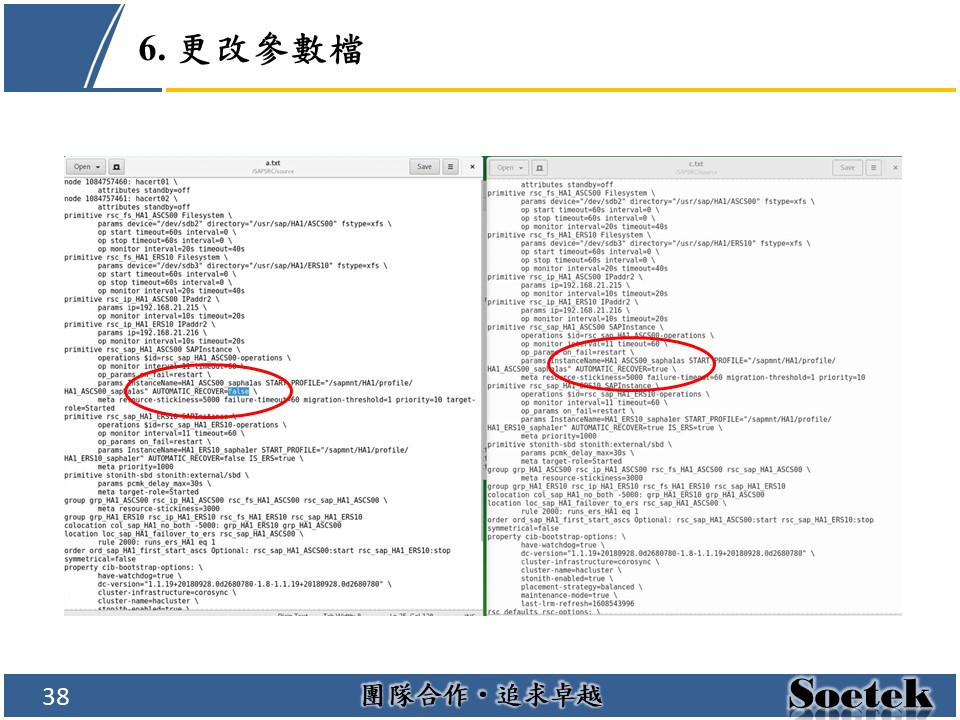 6. 更改參數檔
Open
a.txt
/SAPSRC/source
Save
node 1084757460: hacert01 \
attributes standby=off
node 1084757461: hacert02 \
attributes standby=off
primitive rsc_fs_HA1_ASCS00 Filesystem \
params device="/dev/sdb2" directory="/usr/sap/HA1/ASCS00" fstype=xfs \
op start timeout=60s interval=0 \
op stop timeout=60s interval=0 \
op monitor interval=20s timeout=40s
primitive rsc_fs_HA1_ERS10 Filesystem \
params device="/dev/sdb3" directory="/usr/sap/HA1/ERS10" fstype=xfs \
op start timeout=60s interval=0 \
op stop timeout=60s interval=0 \
op monitor interval=20s timeout=40s
primitive rsc_ip_HA1_ASCS00 IPaddr2 \
params ip=192.168.21.215 \
op monitor interval=10s timeout=20s
primitive rsc_ip_HA1_ERS10 IPaddr2 \
params ip=192.168.21.216 \
op monitor interval=10s timeout=20s
primitive rsc_sap_HA1_ASCS00 SAPInstance \
operations $id=rsc_sap_HA1_ASCS00-operations \
op monitor interval=11 timeout=60 \
op_params on_fail=restart \
params InstanceName=HA1_ASCS00_sapha1as START_PROFILE="/sapmnt/HA1/profile/
HA1_ASCS00_sapha1as" AUTOMATIC_RECOVER=false \
meta resource-stickiness=5000 failure-timeout=60 migration-threshold=1 priority=10 target-
role=Started
primitive rsc_sap_HA1_ERS10 SAPInstance \
operations $id=rsc_sap_HA1_ERS10-operations \
op monitor interval=11 timeout=60 \
op_params on_fail=restart \
params InstanceName=HA1_ERS10_sapha1er START_PROFILE="/sapmnt/HA1/profile/
HA1_ERS10_sapha1er" AUTOMATIC_RECOVER=false IS_ERS=true \
meta priority=1000
primitive stonith-sbd stonith:external/sbd \
params pcmk_delay_max=30s \
meta target-role=Started
group grp_HA1_ASCS00 rsc_ip_HA1_ASCS00 rsc_fs_HA1_ASCS00 rsc_sap_HA1_ASCS00 \
meta resource-stickiness=3000
group grp_HA1_ERS10 rsc_ip_HA1_ERS10 rsc_fs_HA1_ERS10 rsc_sap_HA1_ERS10
colocation col_sap_HA1_no_both -5000: grp_HA1_ERS10 grp_HA1_ASCS00
location loc_sap_HA1_failover_to_ers rsc_sap_HA1_ASCS00 \
rule 2000: runs_ers_HA1 eq 1
order ord_sap_HA1_first_start_ascs Optional: rsc_sap_HA1_ASCS00:start rsc_sap_HA1_ERS10:stop
symmetrical=false
property cib-bootstrap-options: \
have-watchdog=true \
dc-version="1.1.19+20180928.0d2680780-1.8-1.1.19+20180928.0d2680780" \
cluster-infrastructure=corosync \
cluster-name=hacluster \
stonith-enabled=true \
Open
c.txt
/SAPSRC/source
Save
attributes standby=off
primitive rsc_fs_HA1_ASCS00 Filesystem \
params device="/dev/sdb2" directory="/usr/sap/HA1/ASCS00" fstype=xfs \
op start timeout=60s interval=0 \
op stop timeout=60s interval=0 \
op monitor interval=20s timeout=40s
primitive rsc_fs_HA1_ERS10 Filesystem \
params device="/dev/sdb3" directory="/usr/sap/HA1/ERS10" fstype=xfs \
op start timeout=60s interval=0 \
op stop timeout=60s interval=0 \
op monitor interval=20s timeout=40s
primitive rsc_ip_HA1_ASCS00 IPaddr2 \
params ip=192.168.21.215 \
op monitor interval=10s timeout=20s
primitive rsc_ip_HA1_ERS10 IPaddr2 \
params ip=192.168.21.216 \
op monitor interval=10s timeout=20s
primitive rsc_sap_HA1_ASCS00 SAPInstance \
operations $id=rsc_sap_HA1_ASCS00-operations \
op monitor interval=11 timeout=60 \
op_params on_fail=restart \
params InstanceName=HA1_ASCS00_sapha1as START_PROFILE="/sapmnt/HA1/profile/
HA1_ASCS00_sapha1as" AUTOMATIC_RECOVER=true \
meta resource-stickiness=5000 failure-timeout=60 migration-threshold=1 priority=10
primitive rsc_sap_HA1_ERS10 SAPInstance \
operations $id=rsc_sap_HA1_ERS10-operations \
op monitor interval=11 timeout=60 \
op_params on_fail=restart \
params InstanceName=HA1_ERS10_sapha1er START_PROFILE="/sapmnt/HA1/profile/
HA1_ERS10_sapha1er" AUTOMATIC_RECOVER=true IS_ERS=true \
meta priority=1000
primitive stonith-sbd stonith:external/sbd \
params pcmk_delay_max=30s \
meta target-role=Started
group grp_HA1_ASCS00 rsc_ip_HA1_ASCS00 rsc_fs_HA1_ASCS00 rsc_sap_HA1_ASCS00 \
meta resource-stickiness=3000
group grp_HA1_ERS10 rsc_ip_HA1_ERS10 rsc_fs_HA1_ERS10 rsc_sap_HA1_ERS10
colocation col_sap_HA1_no_both -5000: grp_HA1_ERS10 grp_HA1_ASCS00
location loc_sap_HA1_failover_to_ers rsc_sap_HA1_ASCS00 \
rule 2000: runs_ers_HA1 eq 1
order ord_sap_HA1_first_start_ascs Optional: rsc_sap_HA1_ASCS00:start rsc_sap_HA1_ERS10:stop
symmetrical=false
property cib-bootstrap-options: \
have-watchdog=true \
dc-version="1.1.19+20180928.0d2680780-1.8-1.1.19+20180928.0d2680780" \
cluster-infrastructure=corosync \
cluster-name=hacluster \
stonith-enabled=true \
placement-strategy=balanced \
maintenance-mode=true \
last-lrm-refresh=1608543996
rsc_defaults rsc-options: \
38
團隊合作・追求卓越
Soetek